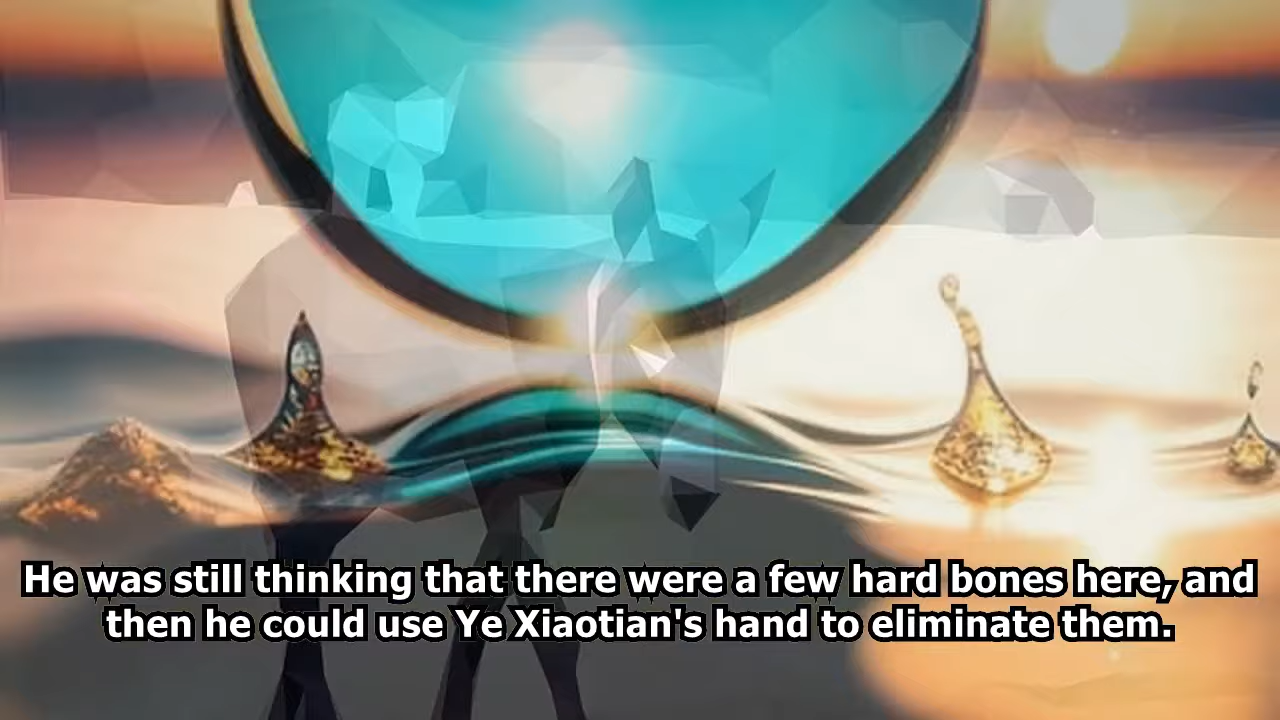 He was still thinking that there were a few hard bones here, and
then he could use Ye Xiaotian's hand to eliminate them.